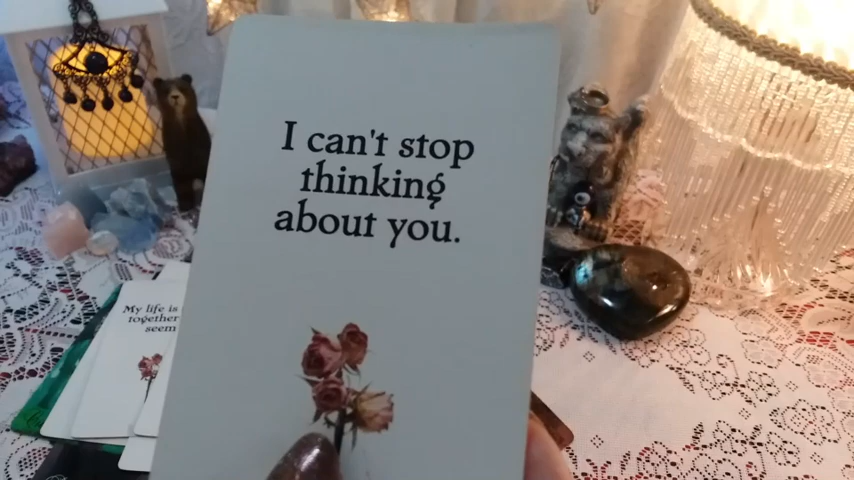 I can't stop
thinking
about you.
My life is
together
seem